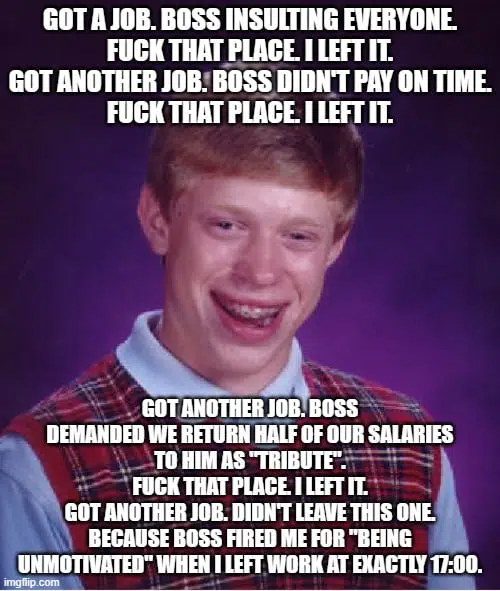 GOT A JOB. BOSS INSULTING EVERYONE.
FUCK THAT PLACE. I LEFT IT.
GOT ANOTHER JOB. BOSS DIDN'T PAY ON TIME.
FUCK THAT PLACE. I LEFT IT.
GOT ANOTHER JOB. BOSS
DEMANDED WE RETURN HALF OF OUR SALARIES
TO HIM AS "TRIBUTE".
FUCK THAT PLACE. I LEFT IT.
GOT ANOTHER JOB. DIDN'T LEAVE THIS ONE.
BECAUSE BOSS FIRED ME FOR "BEING
UNMOTIVATED" WHEN I LEFT WORK AT EXACTLY 17:00.
imgflip.com